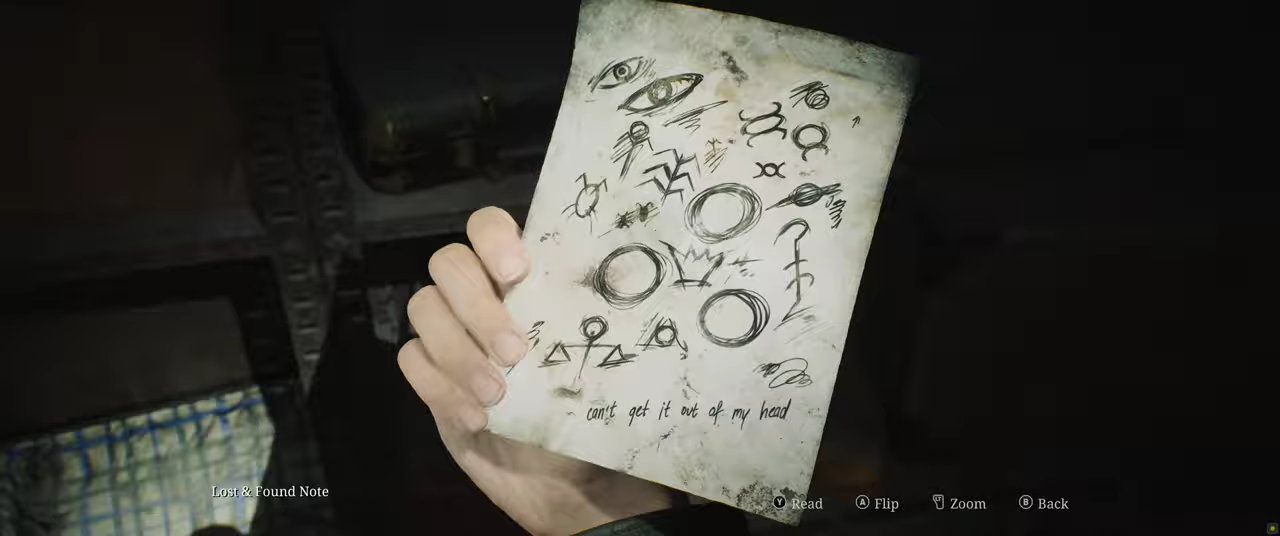 can't get it out of my head
Lost & Found Note
Y Read
A Flip
Zoom
B Back